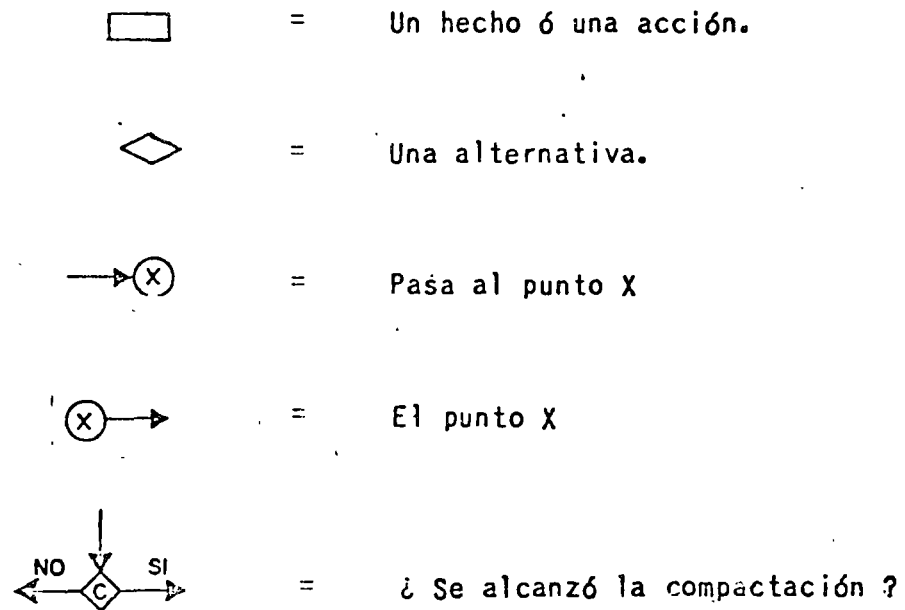 = Un hecho ó una acción.
= Una alternativa.
X = Pasa al punto X
X = El punto X
NO C SI = ¿ Se alcanzó la compactación ?